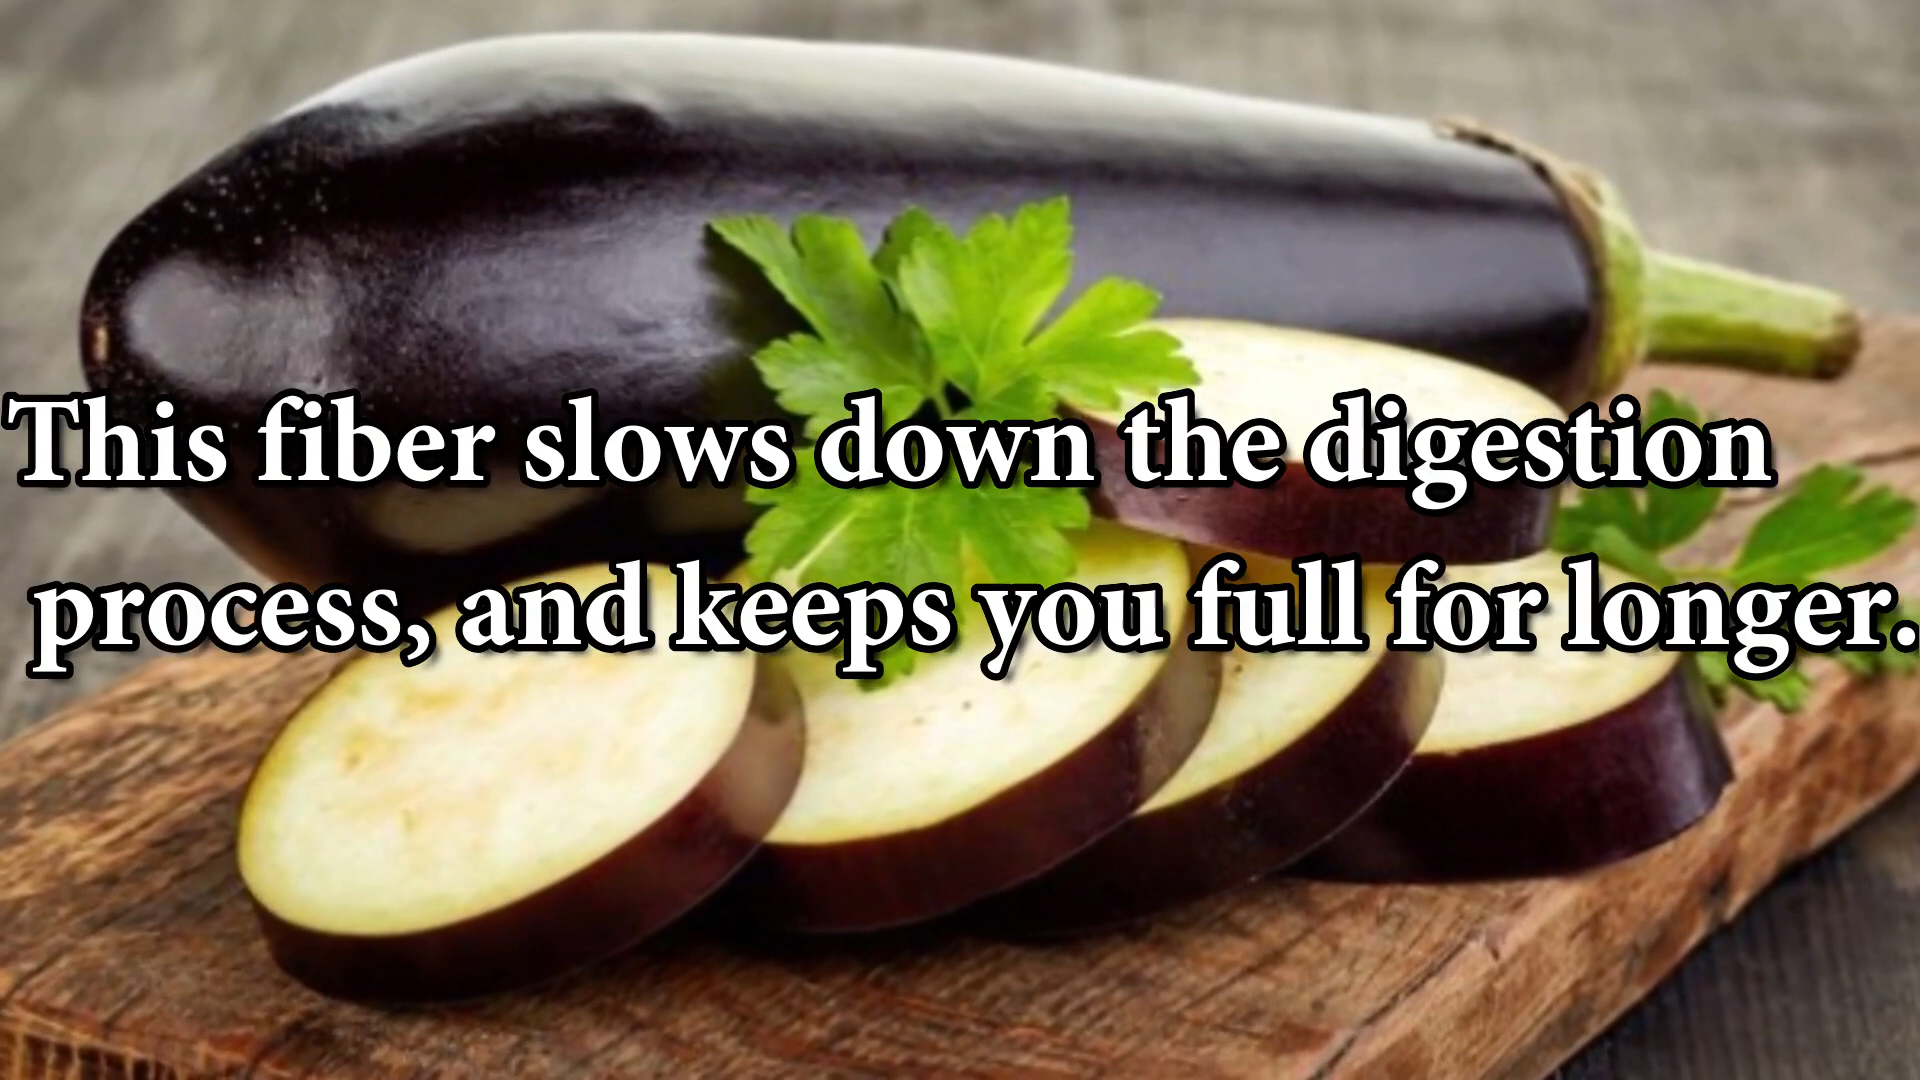 This fiber slows down the digestion
process, and keeps you full for longer.